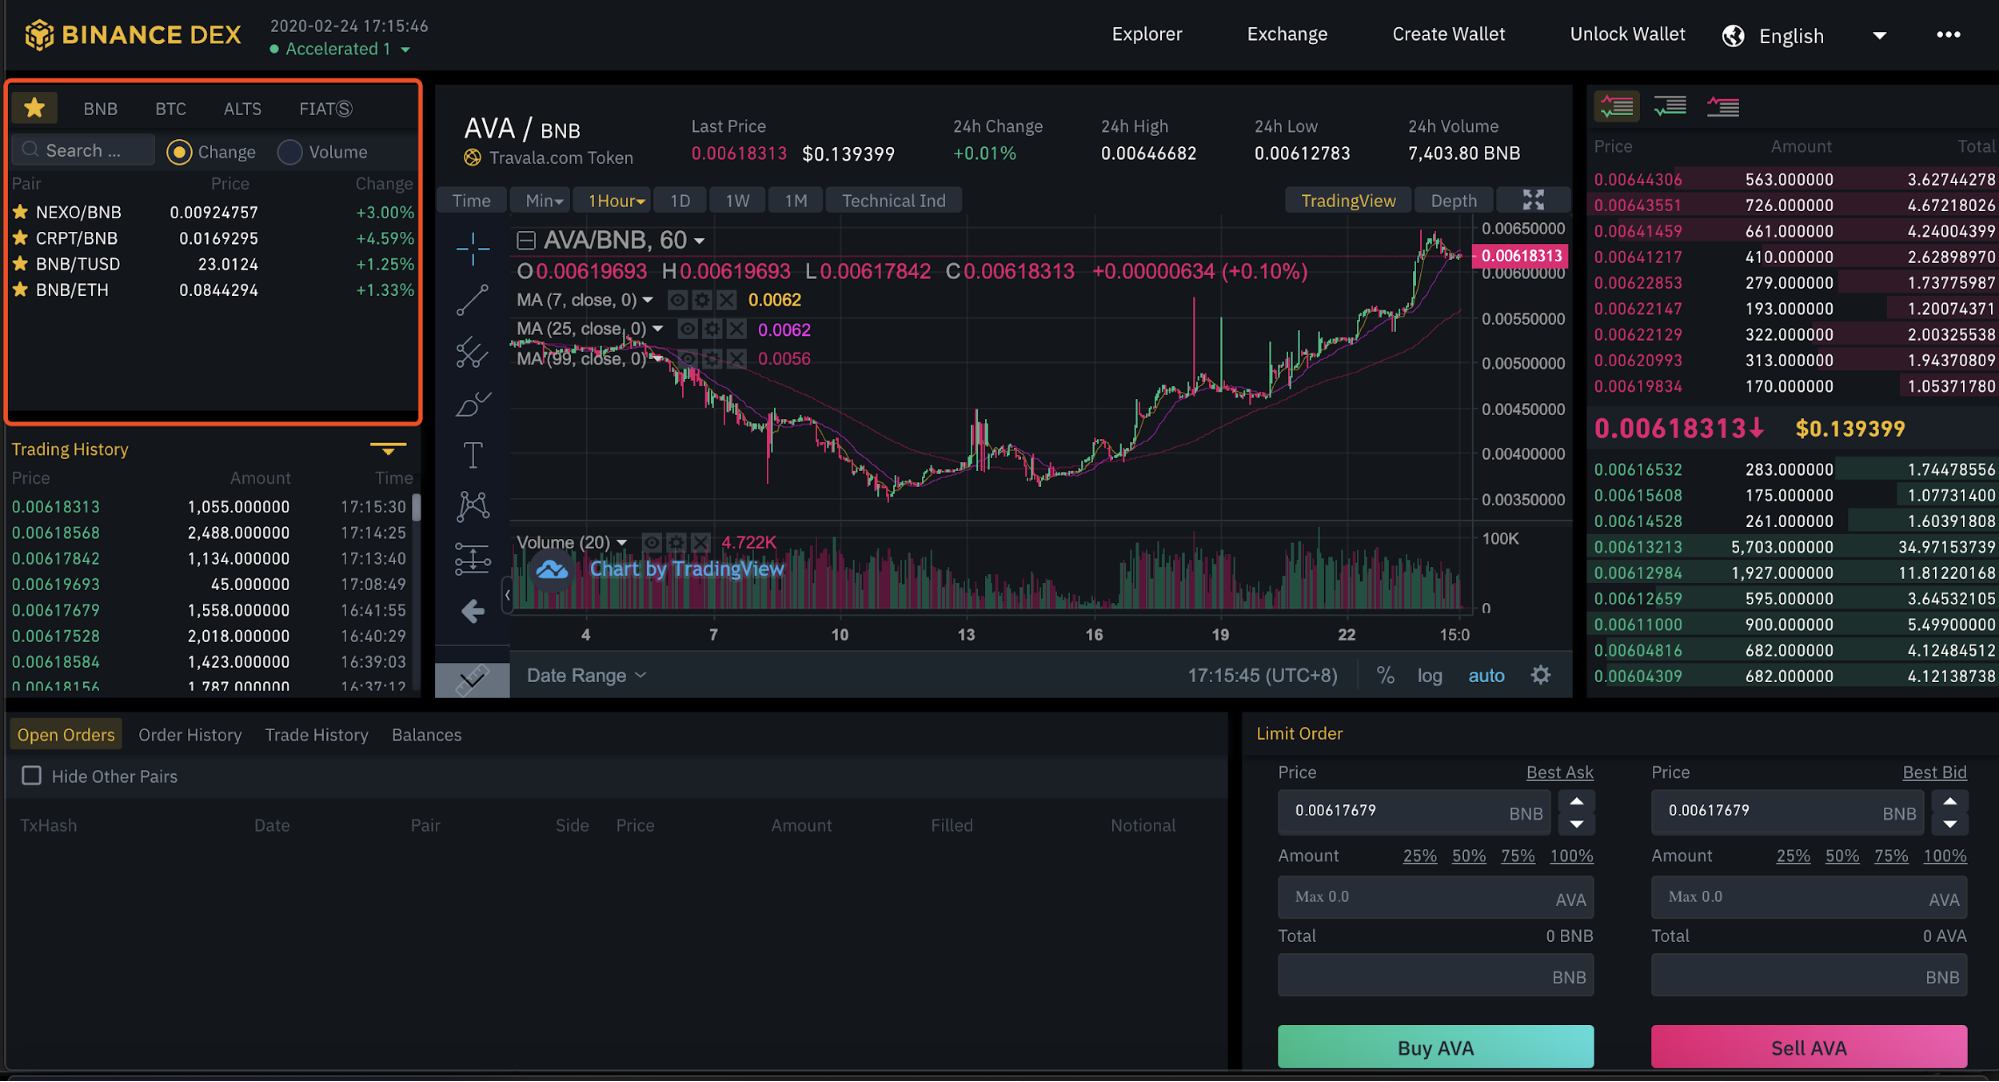 BINANCE DEX
2020-02-24 17:15:46
Accelerated 1
Explorer
Exchange
Create Wallet
Unlock Wallet
English
BNB BTC ALTS FIATⓈ
Search ... Change Volume
Pair Price Change
NEXO/BNB 0.00924757 +3.00%
CRPT/BNB 0.0169295 +4.59%
BNB/TUSD 23.0124 +1.25%
BNB/ETH 0.0844294 +1.33%
Trading History
Price Amount Time
0.00618313 1,055.000000 17:15:30
0.00618568 2,488.000000 17:14:25
0.00617842 1,134.000000 17:13:40
0.00619693 45.000000 17:08:49
0.00617679 1,558.000000 16:41:55
0.00617528 2,018.000000 16:40:29
0.00618584 1,423.000000 16:39:03
0.00618156 1,787.000000 16:37:12
AVA / BNB
Travala.com Token
Last Price
0.00618313 $0.139399
24h Change
+0.01%
24h High
0.00646682
24h Low
0.00612783
24h Volume
7,403.80 BNB
Time Min 1Hour 1D 1W 1M Technical Ind TradingView Depth
AVA/BNB, 60
O 0.00619693 H 0.00619693 L 0.00617842 C 0.00618313 +0.00000634 (+0.10%)
MA (7, close, 0) 0.0062
MA (25, close, 0) 0.0062
MA (99, close, 0) 0.0056
0.00650000
0.00618313
0.00600000
0.00550000
0.00500000
0.00450000
0.00400000
0.00350000
Volume (20) 4.722K
Chart by TradingView
100K
0
4 7 10 13 16 19 22 15:0
Date Range 17:15:45 (UTC+8) % log auto
Price Amount Total
0.00644306 563.000000 3.62744278
0.00643551 726.000000 4.67218026
0.00641459 661.000000 4.24004399
0.00641217 410.000000 2.62898970
0.00622853 279.000000 1.73775987
0.00622147 193.000000 1.20074371
0.00622129 322.000000 2.00325538
0.00620993 313.000000 1.94370809
0.00619834 170.000000 1.05371780
0.00618313↓ $0.139399
0.00616532 283.000000 1.74478556
0.00615608 175.000000 1.07731400
0.00614528 261.000000 1.60391808
0.00613213 5,703.000000 34.97153739
0.00612984 1,927.000000 11.81220168
0.00612659 595.000000 3.64532105
0.00611000 900.000000 5.49900000
0.00604816 682.000000 4.12484512
0.00604309 682.000000 4.12138738
Open Orders Order History Trade History Balances
Hide Other Pairs
TxHash Date Pair Side Price Amount Filled Notional
Limit Order
Price Best Ask
0.00617679 BNB
Amount 25% 50% 75% 100%
Max 0.0 AVA
Total 0 BNB
BNB
Buy AVA
Price Best Bid
0.00617679 BNB
Amount 25% 50% 75% 100%
Max 0.0 AVA
Total 0 AVA
BNB
Sell AVA